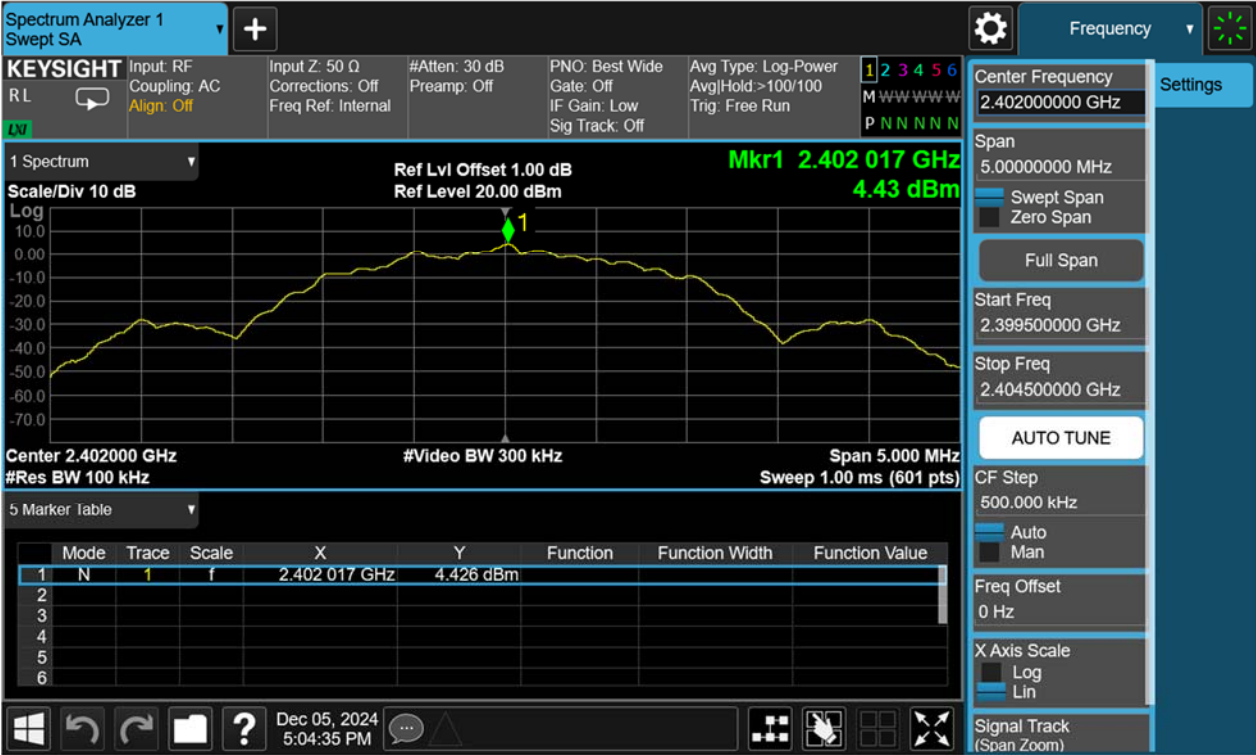 Spectrum Analyzer 1
Swept SA
+
Frequency
KEYSIGHT
R L
LXI
Input: RF
Coupling: AC
Align: Off
Input Z: 50 Ω
Corrections: Off
Freq Ref: Internal
#Atten: 30 dB
Preamp: Off
PNO: Best Wide
Gate: Off
IF Gain: Low
Sig Track: Off
Avg Type: Log-Power
Avg|Hold:>100/100
Trig: Free Run
1 2 3 4 5 6
M W W W W W
P N N N N N
1 Spectrum
Scale/Div 10 dB
Ref Lvl Offset 1.00 dB
Ref Level 20.00 dBm
Mkr1 2.402 017 GHz
4.43 dBm
Log
1
10.0
0.00
-10.0
-20.0
-30.0
-40.0
-50.0
-60.0
-70.0
Center 2.402000 GHz
#Video BW 300 kHz
Span 5.000 MHz
#Res BW 100 kHz
Sweep 1.00 ms (601 pts)
5 Marker Table
Mode Trace Scale X Y Function Function Width Function Value
1 N 1 f 2.402 017 GHz 4.426 dBm
2
3
4
5
6
Dec 05, 2024
5:04:35 PM
?
Center Frequency
2.402000000 GHz
Settings
Span
5.00000000 MHz
Swept Span
Zero Span
Full Span
Start Freq
2.399500000 GHz
Stop Freq
2.404500000 GHz
AUTO TUNE
CF Step
500.000 kHz
Auto
Man
Freq Offset
0 Hz
X Axis Scale
Log
Lin
Signal Track
(Span Zoom)